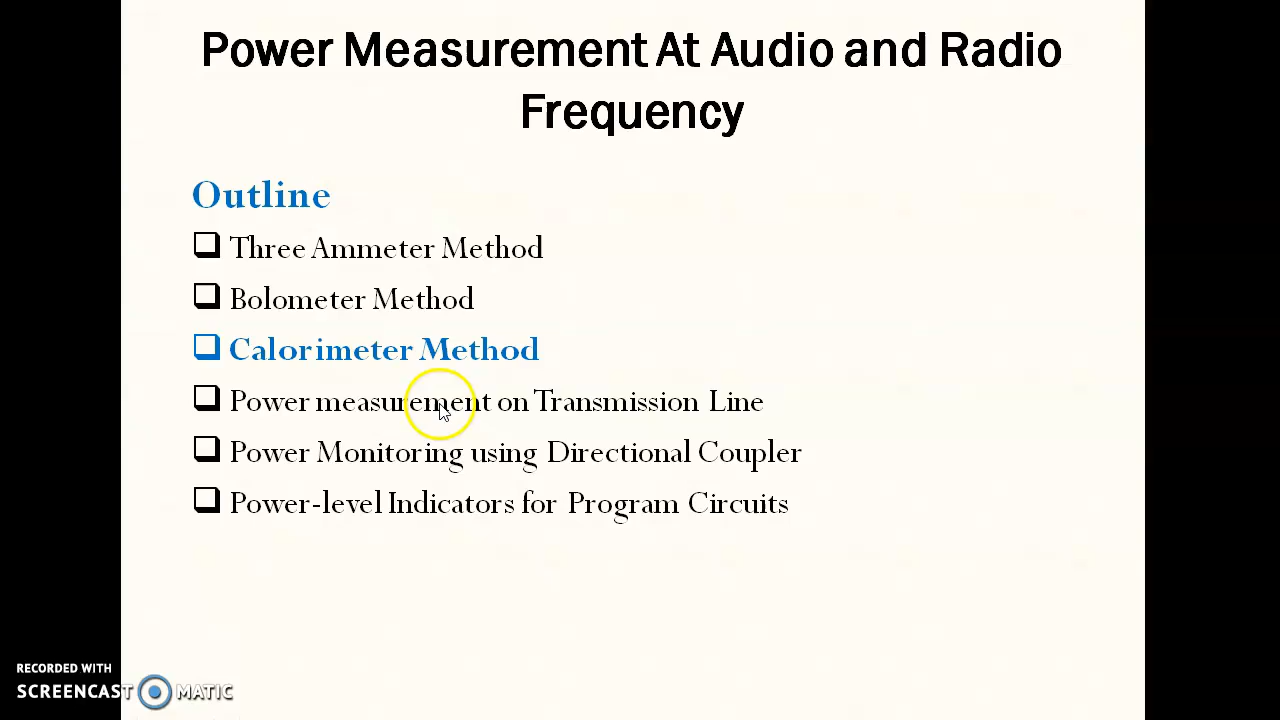 Power Measurement At Audio and Radio
Frequency
Outline
Three Ammeter Method
Bolometer Method
Calorimeter Method
Power measurement on Transmission Line
Power Monitoring using Directional Coupler
Power-level Indicators for Program Circuits
RECORDED WITH
SCREENCAST MATIC